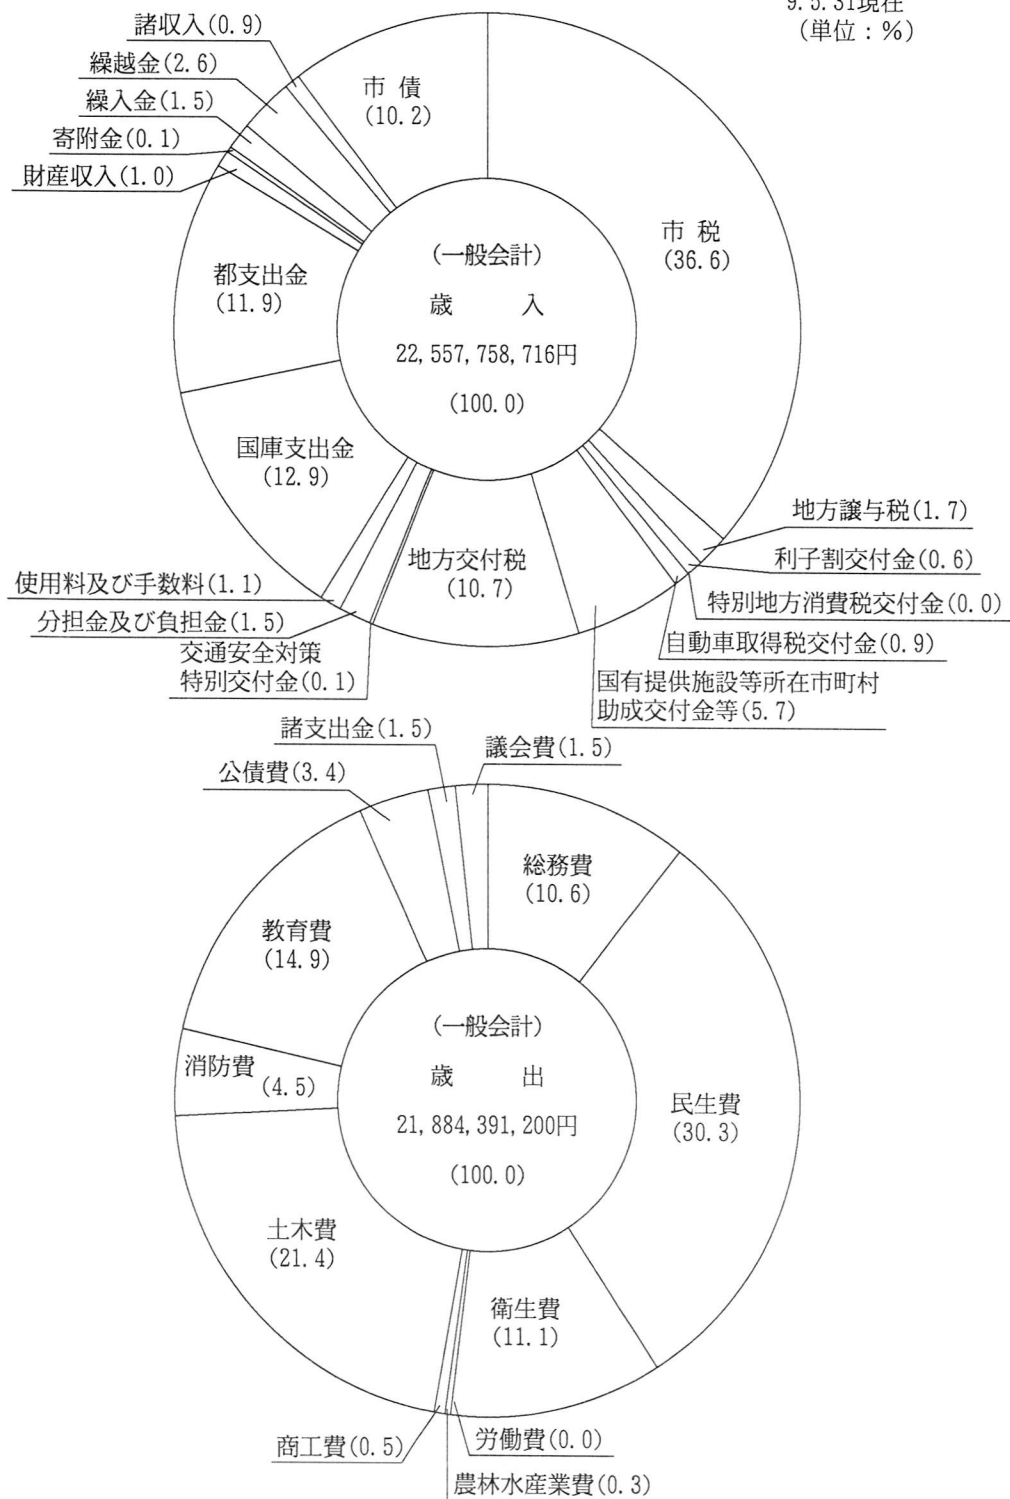 9.5.31現在
(単位：%)
諸収入(0.9)
繰越金(2.6)
繰入金(1.5)
寄附金(0.1)
財産収入(1.0)
市 債
(10.2)
市 税
(36.6)
都支出金
(11.9)
(一般会計)
歳 入
22,557,758,716円
(100.0)
国庫支出金
(12.9)
地方譲与税(1.7)
利子割交付金(0.6)
特別地方消費税交付金(0.0)
自動車取得税交付金(0.9)
国有提供施設等所在市町村
助成交付金等(5.7)
地方交付税
(10.7)
使用料及び手数料(1.1)
分担金及び負担金(1.5)
交通安全対策
特別交付金(0.1)
諸支出金(1.5)
議会費(1.5)
公債費(3.4)
総務費
(10.6)
教育費
(14.9)
(一般会計)
歳 出
21,884,391,200円
(100.0)
消防費
(4.5)
民生費
(30.3)
土木費
(21.4)
衛生費
(11.1)
商工費(0.5)
労働費(0.0)
農林水産業費(0.3)